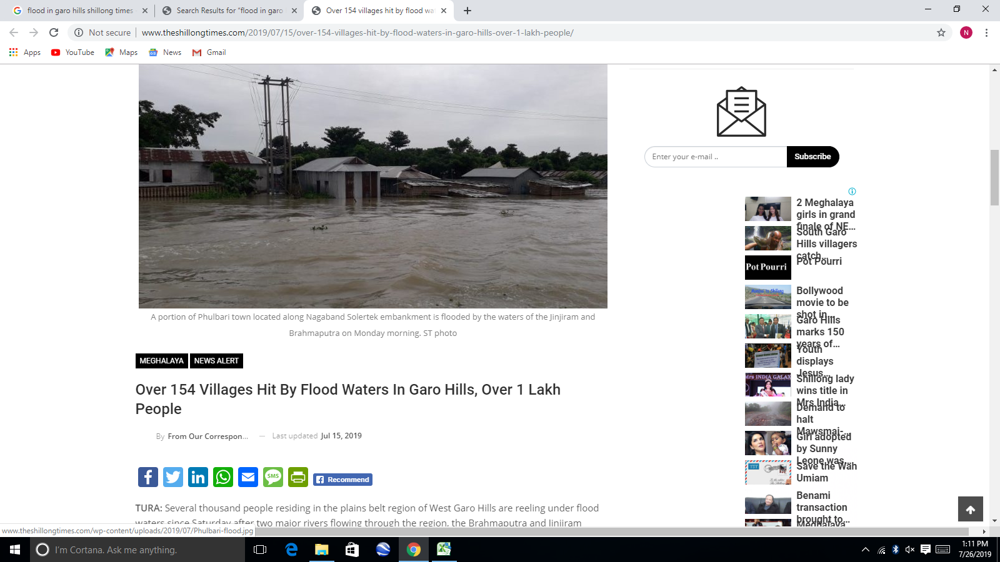 flood in garo hills shillong times
Search Results for "flood in garo
Over 154 villages hit by flood wa
Not secure
www.theshillongtimes.com/2019/07/15/over-154-villages-hit-by-flood-waters-in-garo-hills-over-1-lakh-people/
N
Apps
YouTube
Maps
News
Gmail
A portion of Phulbari town located along Nagaband Solertek embankment is flooded by the waters of the Jinjiram and
Brahmaputra on Monday morning. ST photo
MEGHALAYA
NEWS ALERT
Over 154 Villages Hit By Flood Waters In Garo Hills, Over 1 Lakh
People
By From Our Correspon... — Last updated Jul 15, 2019
SMS
Recommend
TURA: Several thousand people residing in the plains belt region of West Garo Hills are reeling under flood
waters since Saturday after two major rivers flowing through the region, the Brahmaputra and Jinjiram
Enter your e-mail ..
Subscribe
2 Meghalaya
girls in grand
finale of NE...
South Garo
Hills villagers
catch...
Pot Pourri
Pot Pourri
Bollywood
movie to be
shot in...
Garo Hills
marks 150
years of...
Youth
displays
Jesus...
Mrs INDIA GALAX
Shillong lady
wins title in
Mrs India...
Demand to
halt
Mawsmai-...
Girl adopted
by Sunny
Leone was...
Save the Wah
Umiam
Benami
transaction
brought to...
Meghalaya
www.theshillongtimes.com/wp-content/uploads/2019/07/Phulbari-flood.jpg
I'm Cortana. Ask me anything.
1:11 PM
7/26/2019